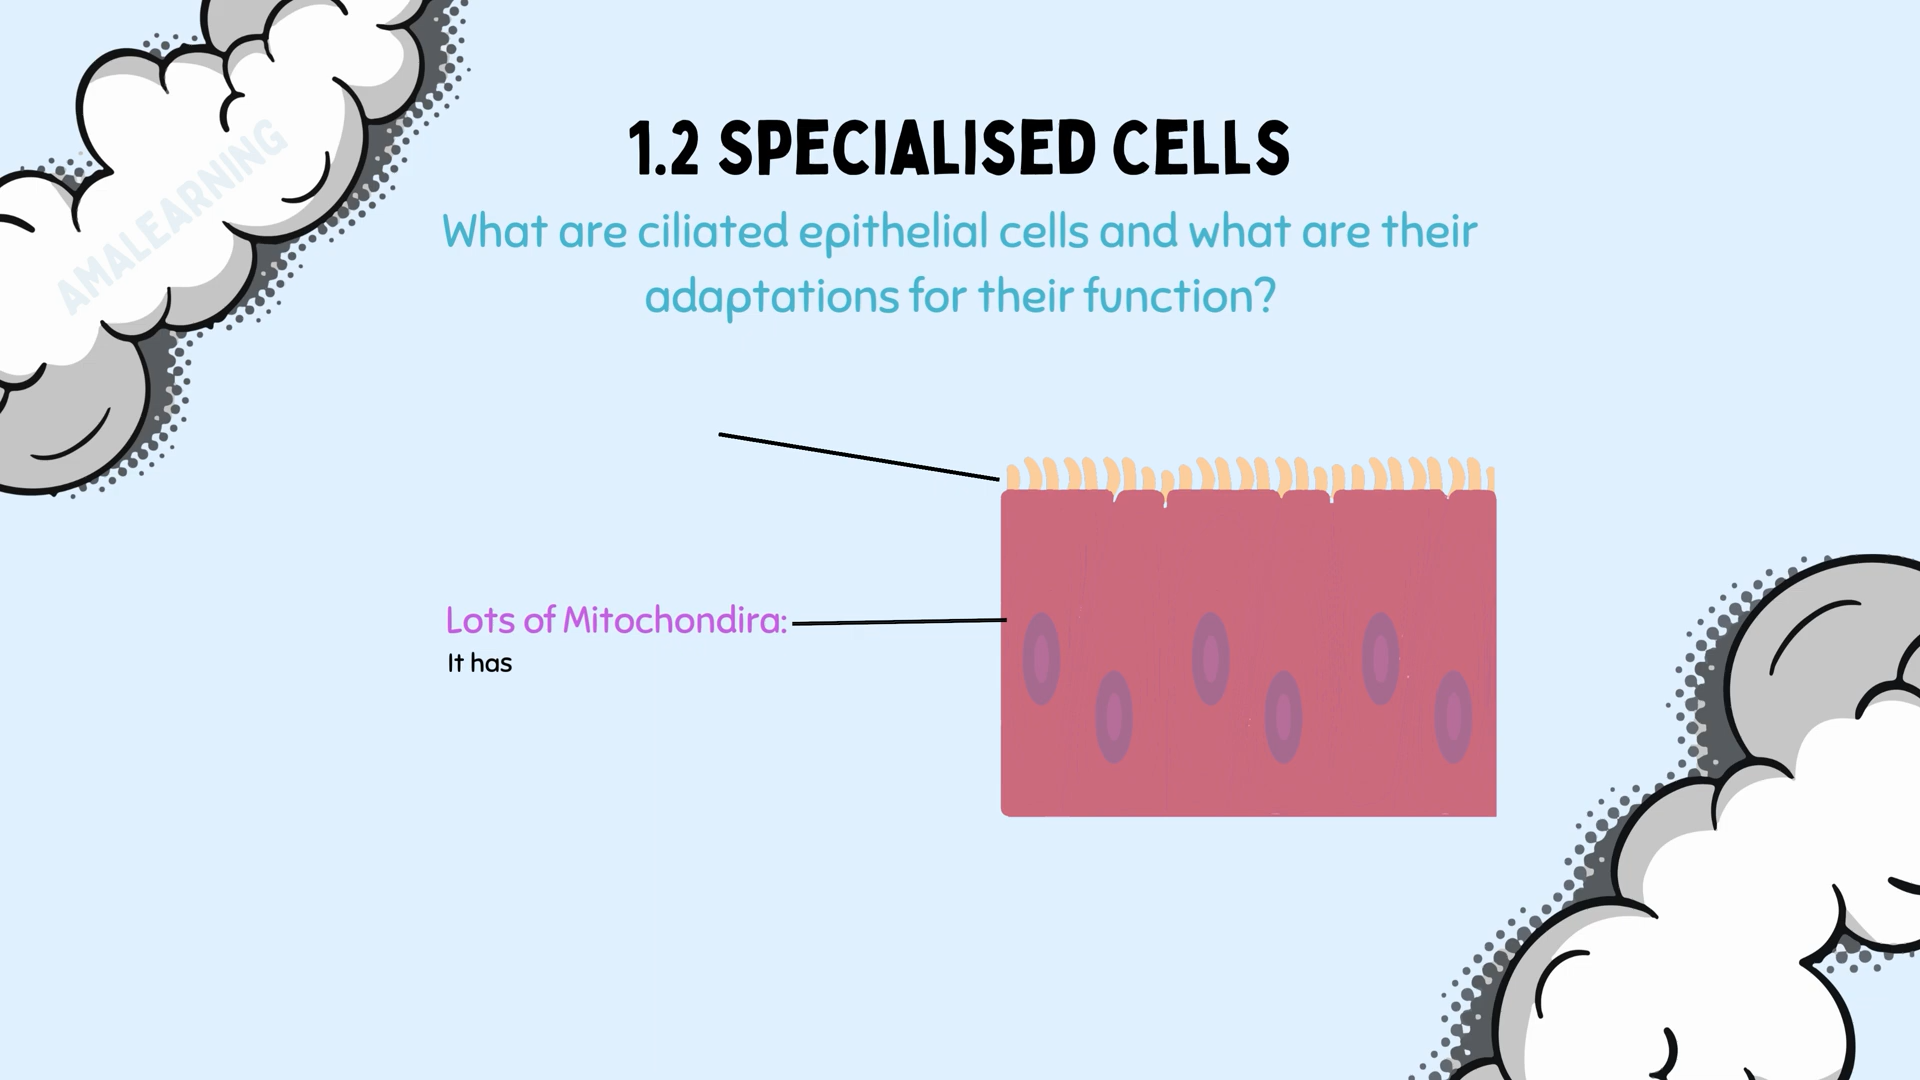 AMALEARNING
1.2 SPECIALISED CELLS
What are ciliated epithelial cells and what are their
adaptations for their function?
Lots of Mitochondira:
It has